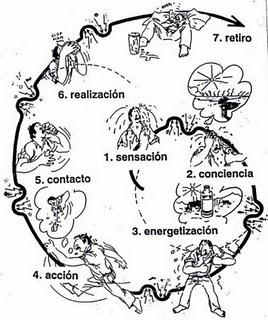 7. retiro
6. realización
1. sensación
2. conciencia
5. contacto
3. energetización
4. acción